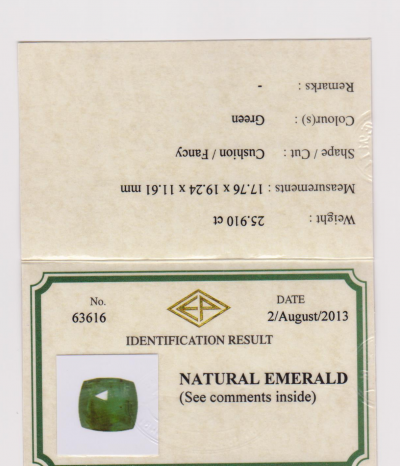 Weight : 25.910 ct
Measurements : 17.76 x 19.24 x 11.61 mm
Shape / Cut : Cushion / Fancy
Colour(s) : Green
Remarks : -
No.
63616
EP
DATE
2/August/2013
IDENTIFICATION RESULT
NATURAL EMERALD
(See comments inside)